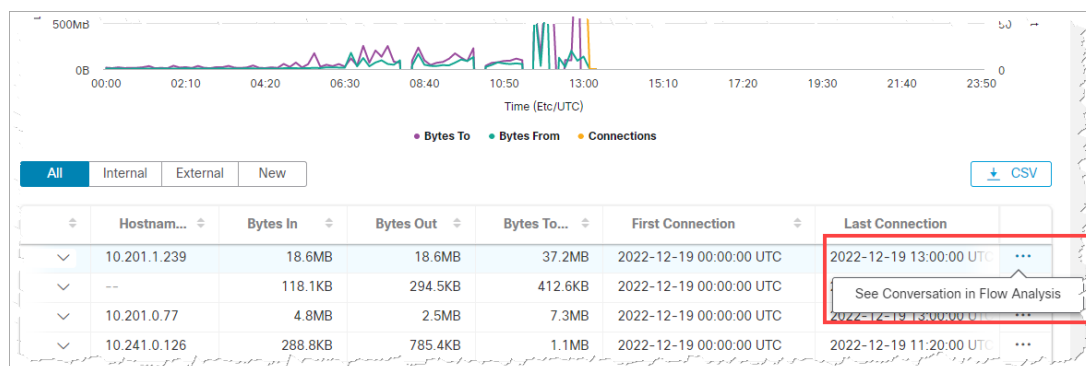 500MB 50
0B 0
00:00 02:10 04:20 06:30 08:40 10:50 13:00 15:10 17:20 19:30 21:40 23:50
Time (Etc/UTC)
Bytes To Bytes From Connections
All Internal External New CSV
Hostnam... Bytes In Bytes Out Bytes To... First Connection Last Connection
10.201.1.239 18.6MB 18.6MB 37.2MB 2022-12-19 00:00:00 UTC 2022-12-19 13:00:00 UTC ...
-- 118.1KB 294.5KB 412.6KB 2022-12-19 00:00:00 UTC
See Conversation in Flow Analysis
10.201.0.77 4.8MB 2.5MB 7.3MB 2022-12-19 00:00:00 UTC 2022-12-19 13:00:00 UTC ...
10.241.0.126 288.8KB 785.4KB 1.1MB 2022-12-19 00:00:00 UTC 2022-12-19 11:20:00 UTC ...